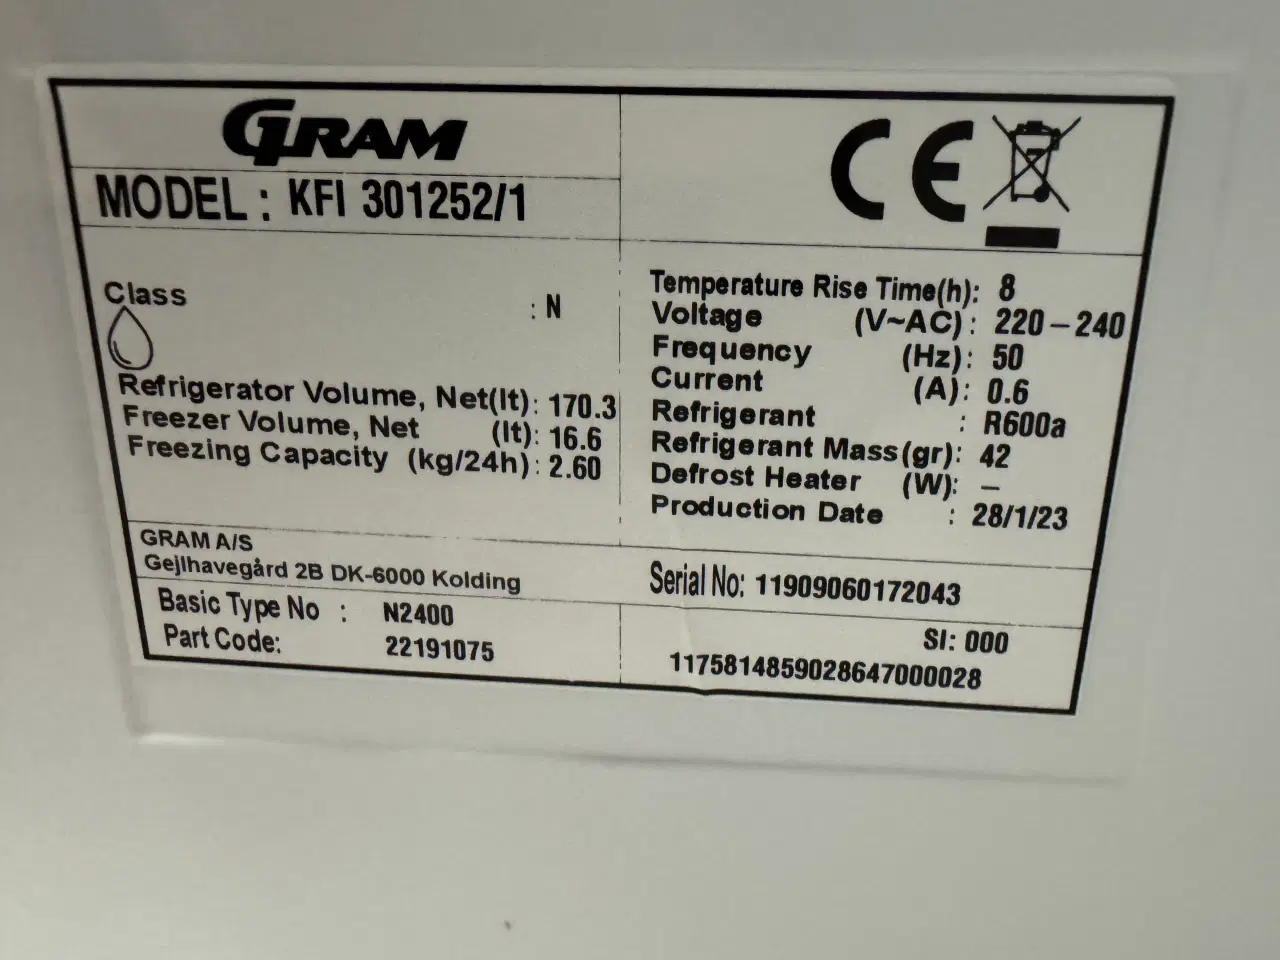 GRAM
MODEL : KFI 301252/1
CE
Class : N
Refrigerator Volume, Net(lt): 170.3
Freezer Volume, Net (lt): 16.6
Freezing Capacity (kg/24h): 2.60
Temperature Rise Time(h): 8
Voltage (V~AC): 220-240
Frequency (Hz): 50
Current (A): 0.6
Refrigerant : R600a
Refrigerant Mass(gr): 42
Defrost Heater (W): –
Production Date : 28/1/23
GRAM A/S
Gejlhavegård 2B DK-6000 Kolding
Serial No: 11909060172043
Basic Type No : N2400
Part Code: 22191075
SI: 000
1175814859028647000028